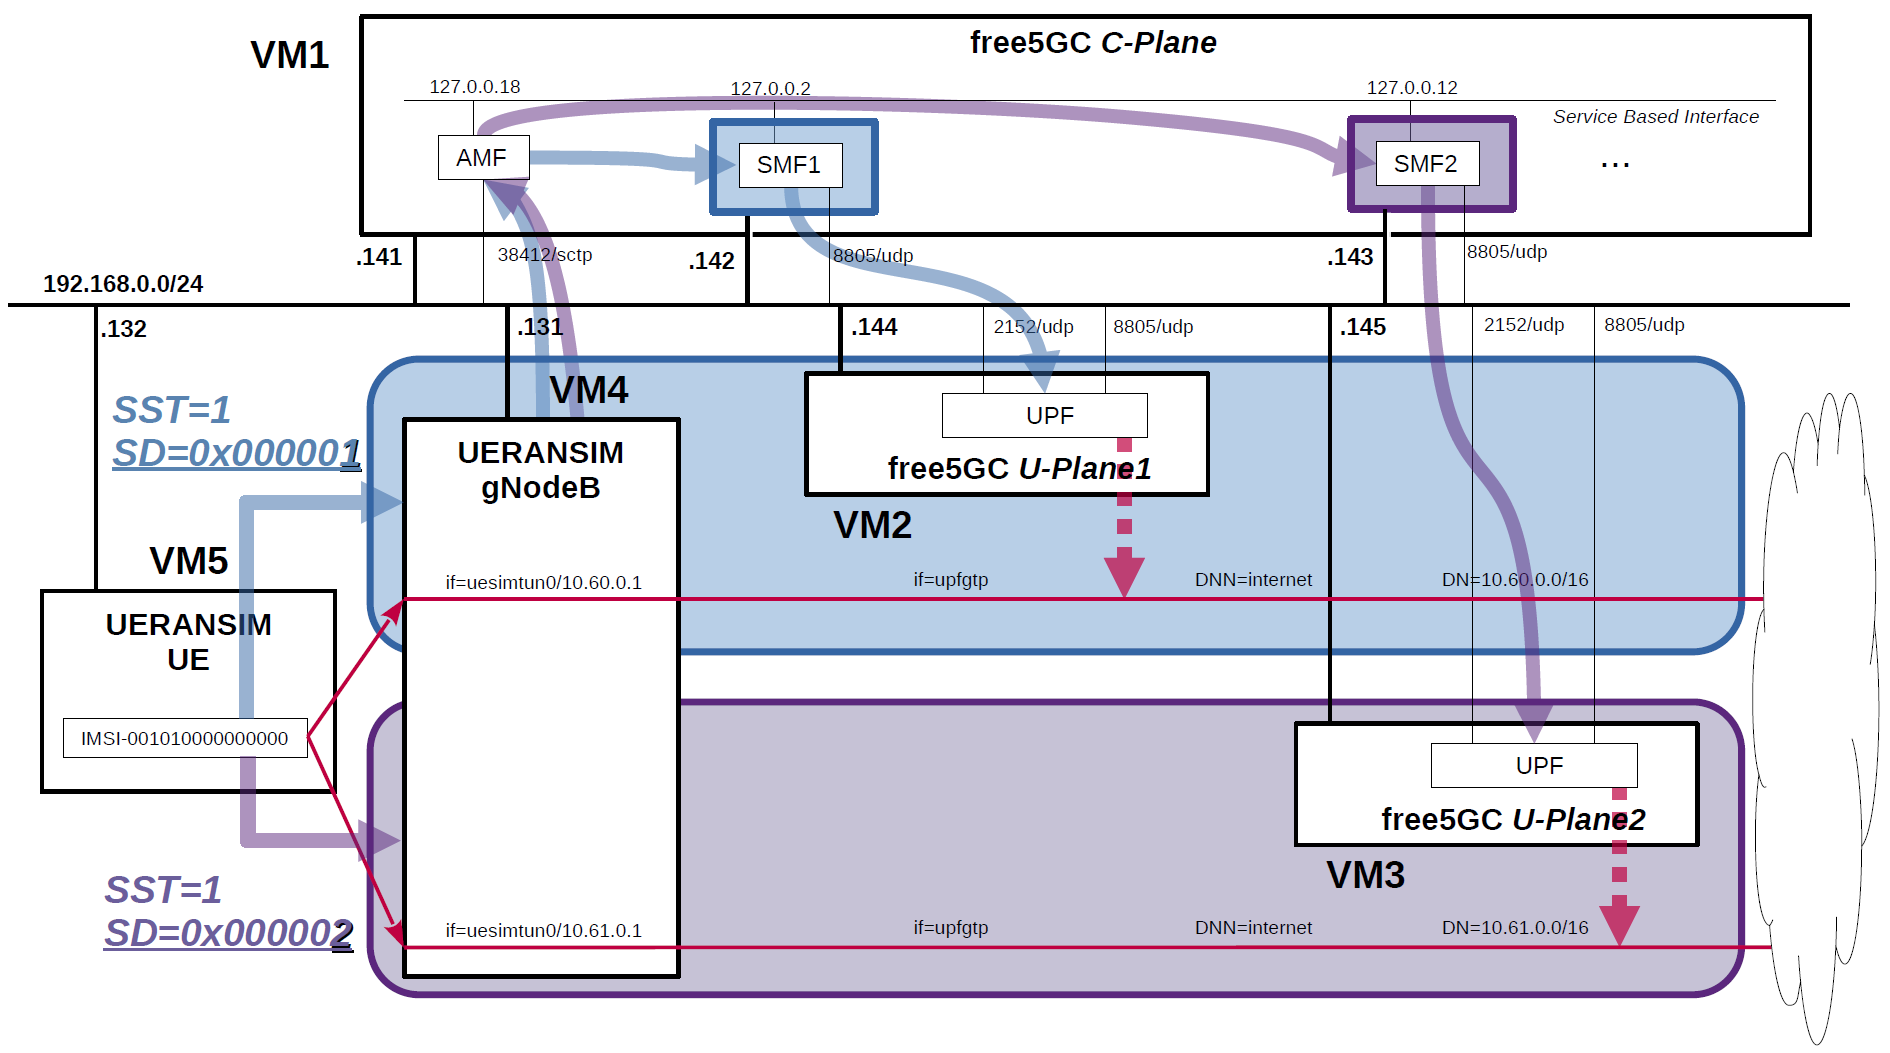 free5GC C-Plane
VM1
127.0.0.18
127.0.0.2
127.0.0.12
Service Based Interface
AMF
SMF1
SMF2
...
.141
38412/sctp
.142
8805/udp
.143
8805/udp
192.168.0.0/24
.132
.131
.144
2152/udp
8805/udp
.145
2152/udp
8805/udp
SST=1
SD=0x000001
VM4
UERANSIM
gNodeB
UPF
free5GC U-Plane1
VM2
VM5
if=uesimtun0/10.60.0.1
if=upfgtp
DNN=internet
DN=10.60.0.0/16
UERANSIM
UE
IMSI-001010000000000
UPF
free5GC U-Plane2
VM3
SST=1
SD=0x000002
if=uesimtun0/10.61.0.1
if=upfgtp
DNN=internet
DN=10.61.0.0/16